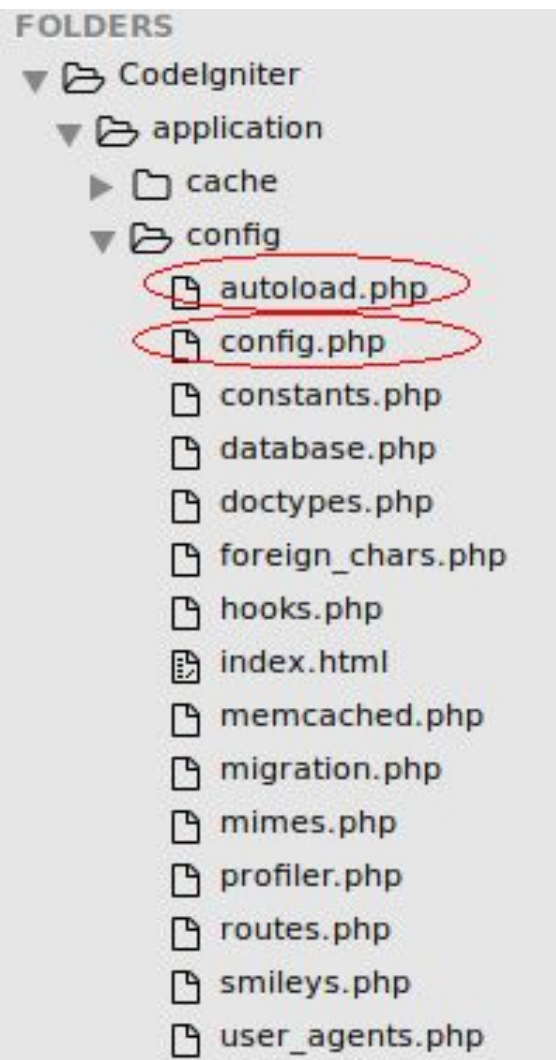 FOLDERS
CodeIgniter
application
cache
config
autoload.php
config.php
constants.php
database.php
doctypes.php
foreign_chars.php
hooks.php
index.html
memcached.php
migration.php
mimes.php
profiler.php
routes.php
smileys.php
user_agents.php